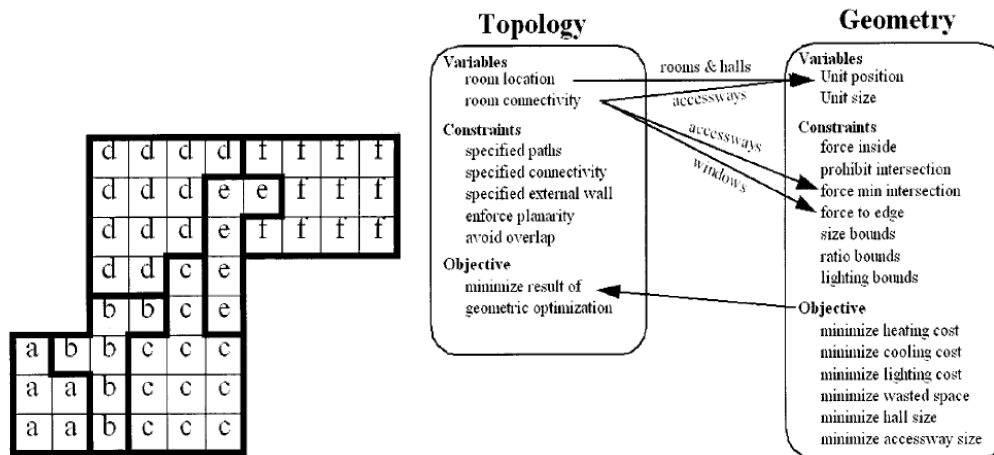 d d d d f f f f
d d d e e f f f
d d d e f f f f
d d c e
b b c e
a b b c c c
a a b c c c
a a b c c c
Topology
Variables
room location
room connectivity
Constraints
specified paths
specified connectivity
specified external wall
enforce planarity
avoid overlap
Objective
minimize result of
geometric optimization
rooms & halls
accessways
accessways
windows
Geometry
Variables
Unit position
Unit size
Constraints
force inside
prohibit intersection
force min intersection
force to edge
size bounds
ratio bounds
lighting bounds
Objective
minimize heating cost
minimize cooling cost
minimize lighting cost
minimize wasted space
minimize hall size
minimize accessway size